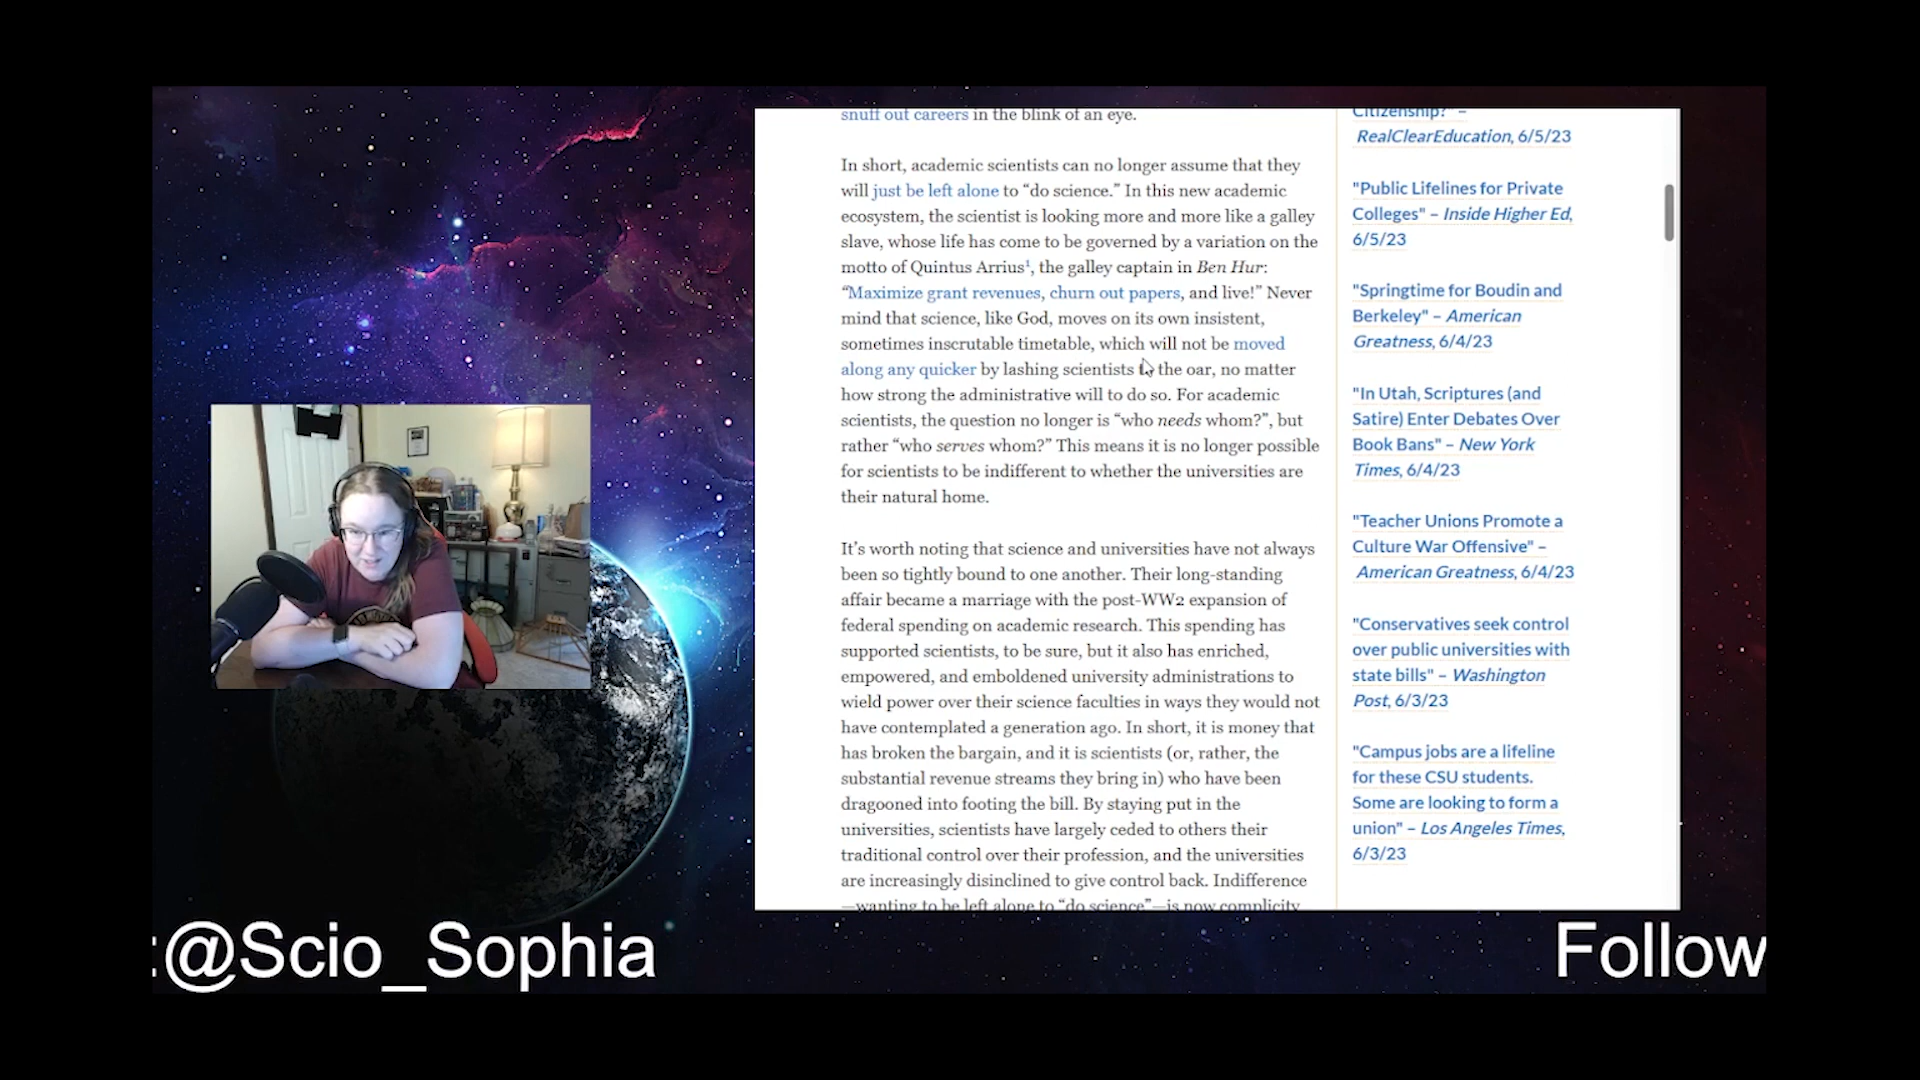 snuff out careers in the blink of an eye.
In short, academic scientists can no longer assume that they
will just be left alone to “do science.” In this new academic
ecosystem, the scientist is looking more and more like a galley
slave, whose life has come to be governed by a variation on the
motto of Quintus Arrius¹, the galley captain in Ben Hur:
“Maximize grant revenues, churn out papers, and live!” Never
mind that science, like God, moves on its own insistent,
sometimes inscrutable timetable, which will not be moved
along any quicker by lashing scientists to the oar, no matter
how strong the administrative will to do so. For academic
scientists, the question no longer is “who needs whom?”, but
rather “who serves whom?” This means it is no longer possible
for scientists to be indifferent to whether the universities are
their natural home.
It’s worth noting that science and universities have not always
been so tightly bound to one another. Their long-standing
affair became a marriage with the post-WW2 expansion of
federal spending on academic research. This spending has
supported scientists, to be sure, but it also has enriched,
empowered, and emboldened university administrations to
wield power over their science faculties in ways they would not
have contemplated a generation ago. In short, it is money that
has broken the bargain, and it is scientists (or, rather, the
substantial revenue streams they bring in) who have been
dragooned into footing the bill. By staying put in the
universities, scientists have largely ceded to others their
traditional control over their profession, and the universities
are increasingly disinclined to give control back. Indifference
—wanting to be left alone to “do science”—is now complicity
Citizenship?" –
RealClearEducation, 6/5/23
"Public Lifelines for Private
Colleges" – Inside Higher Ed,
6/5/23
"Springtime for Boudin and
Berkeley" – American
Greatness, 6/4/23
"In Utah, Scriptures (and
Satire) Enter Debates Over
Book Bans" – New York
Times, 6/4/23
"Teacher Unions Promote a
Culture War Offensive" –
American Greatness, 6/4/23
"Conservatives seek control
over public universities with
state bills" – Washington
Post, 6/3/23
"Campus jobs are a lifeline
for these CSU students.
Some are looking to form a
union" – Los Angeles Times,
6/3/23
:@Scio_Sophia
Follow